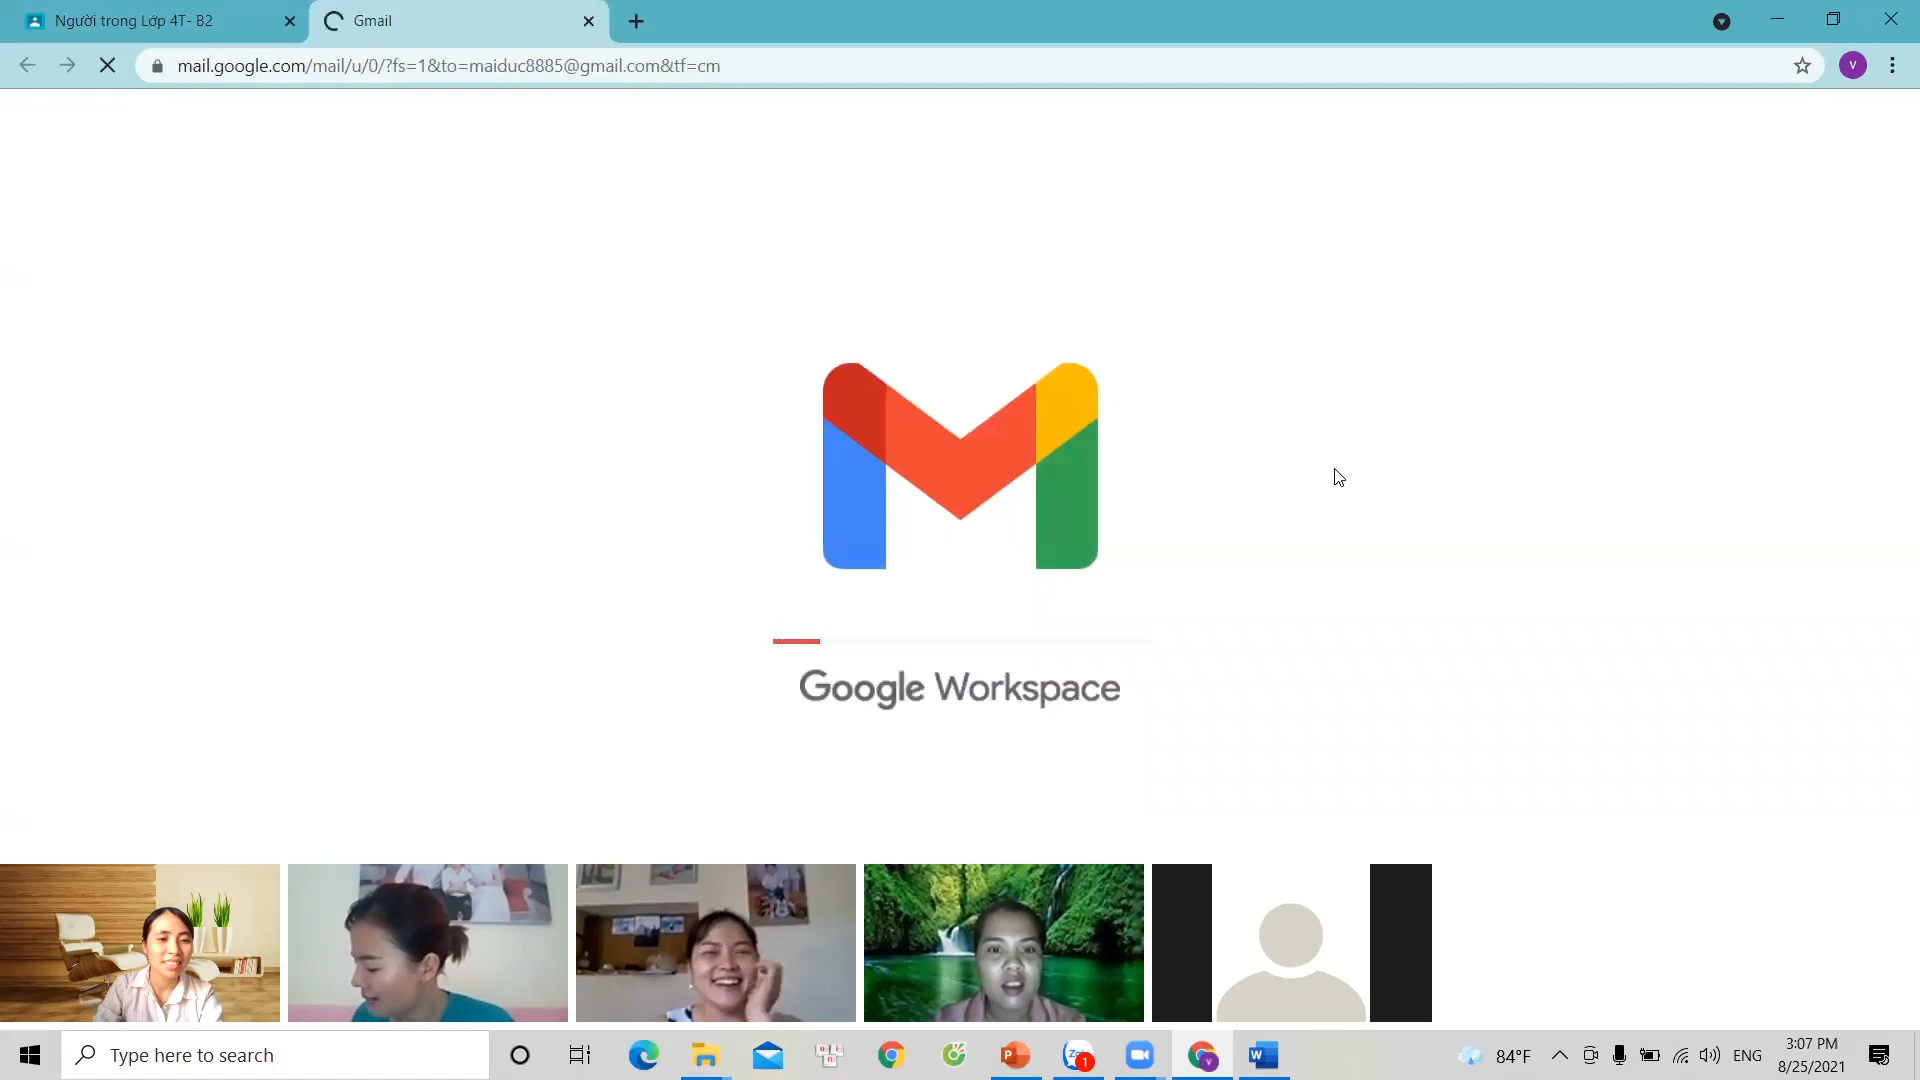 Người trong Lớp 4T- B2
Gmail
mail.google.com/mail/u/0/?fs=1&to=maiduc8885@gmail.com&tf=cm
V
Google Workspace
Type here to search
1
84°F
ENG
3:07 PM
8/25/2021